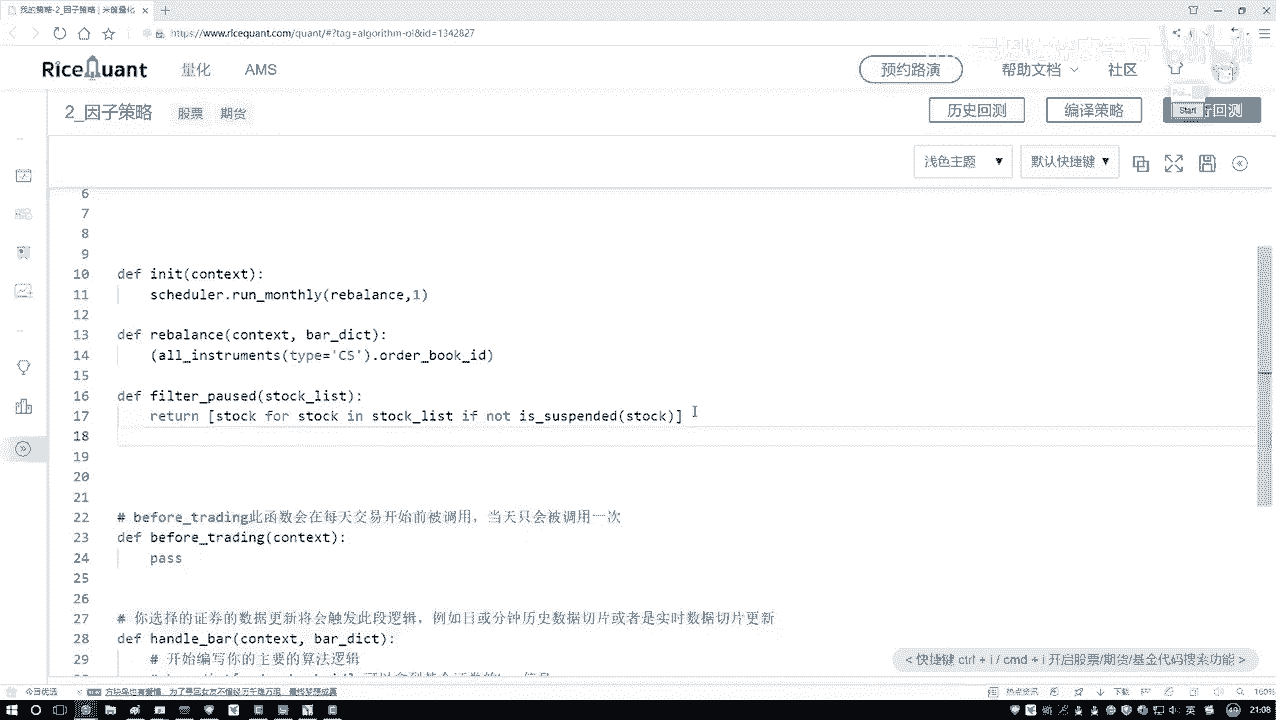 我的策略-2_因子策略 | 米筐量化
https://www.ricequant.com/quant/#?tag=algorithm-ol&id=1342827
RiceQuant 量化 AMS 预约路演 帮助文档 社区
2_因子策略 股票 期货 历史回测 编译策略 Start 回测
浅色主题 默认快捷键
6
7
8
9
10 def init(context):
11 scheduler.run_monthly(rebalance,1)
12
13 def rebalance(context, bar_dict):
14 (all_instruments(type='CS').order_book_id)
15
16 def filter_paused(stock_list):
17 return [stock for stock in stock_list if not is_suspended(stock)]
18
19
20
21
22 # before_trading此函数会在每天交易开始前被调用，当天只会被调用一次
23 def before_trading(context):
24 pass
25
26
27 # 你选择的证券的数据更新将会触发此段逻辑，例如日或分钟历史数据切片或者是实时数据切片更新
28 def handle_bar(context, bar_dict):
29 # 开始编写你的主要的算法逻辑
< 快捷键 ctrl + i / cmd + i 开启股票/期货/基金代码搜索功能 >
今日优选
下载 160%
21:08